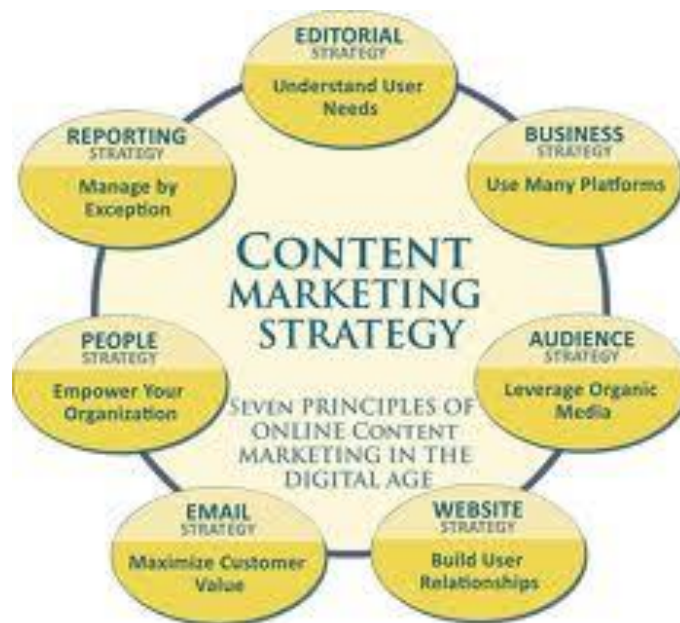 EDITORIAL
STRATEGY
Understand User
Needs
BUSINESS
STRATEGY
Use Many Platforms
AUDIENCE
STRATEGY
Leverage Organic
Media
WEBSITE
STRATEGY
Build User
Relationships
EMAIL
STRATEGY
Maximize Customer
Value
PEOPLE
STRATEGY
Empower Your
Organization
REPORTING
STRATEGY
Manage by
Exception
CONTENT
MARKETING
STRATEGY
SEVEN PRINCIPLES OF
ONLINE CONTENT
MARKETING IN THE
DIGITAL AGE